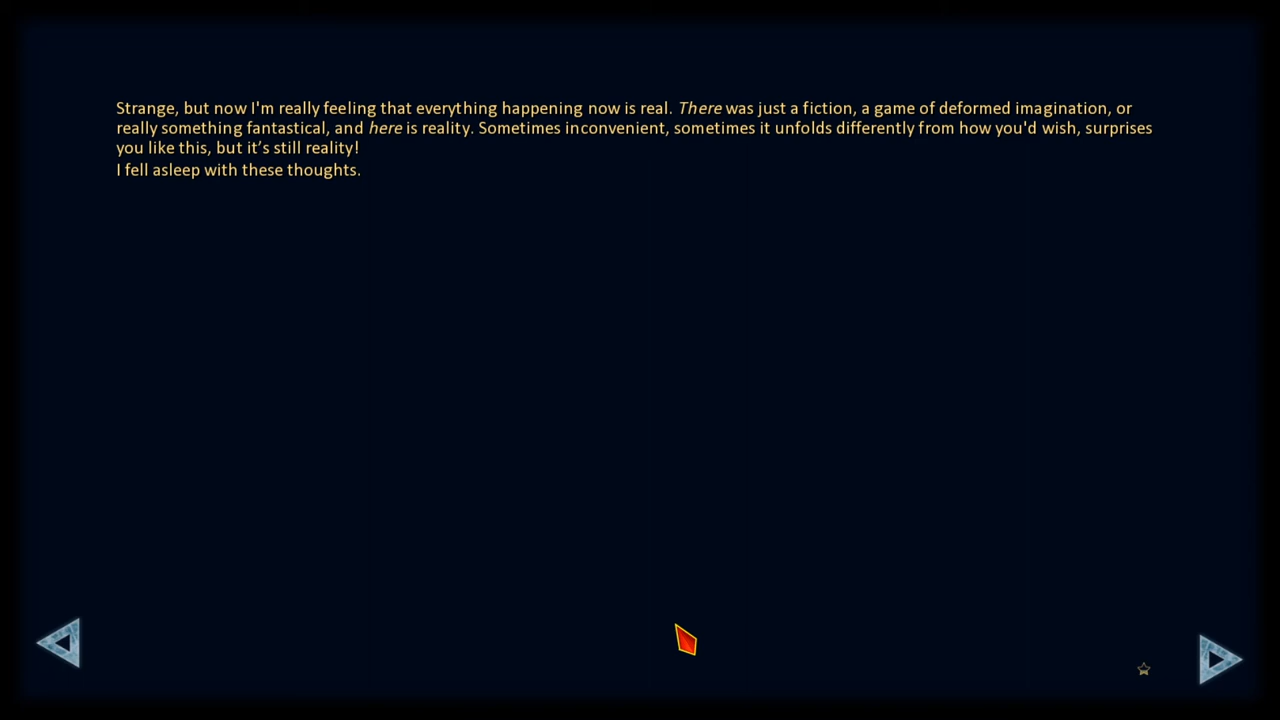 Strange, but now I'm really feeling that everything happening now is real. There was just a fiction, a game of deformed imagination, or
really something fantastical, and here is reality. Sometimes inconvenient, sometimes it unfolds differently from how you'd wish, surprises
you like this, but it’s still reality!
I fell asleep with these thoughts.